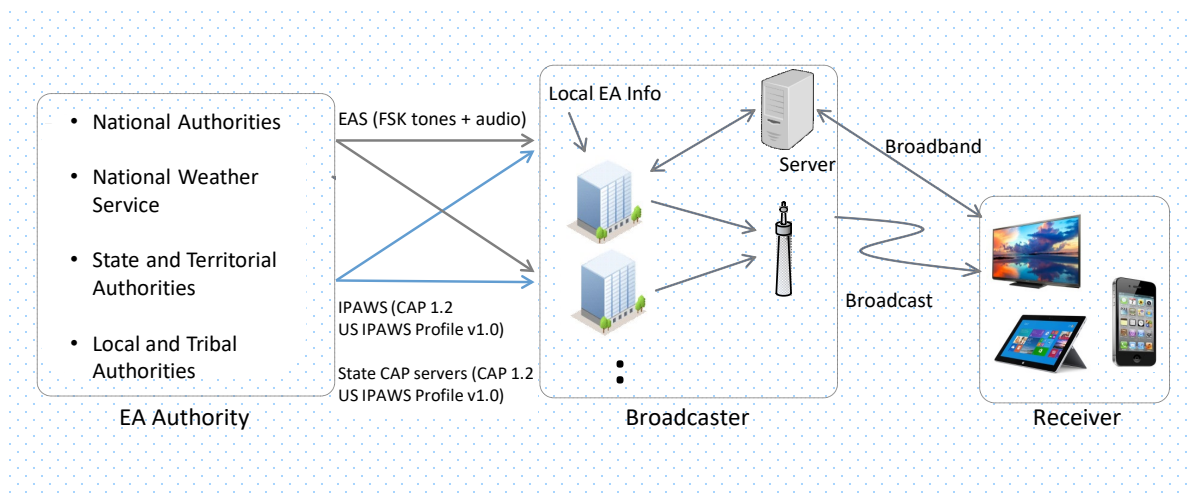 • National Authorities
• National Weather
Service
• State and Territorial
Authorities
• Local and Tribal
Authorities
EA Authority
EAS (FSK tones + audio)
IPAWS (CAP 1.2
US IPAWS Profile v1.0)
State CAP servers (CAP 1.2
US IPAWS Profile v1.0)
Local EA Info
Server
:
Broadcaster
Broadband
Broadcast
Receiver